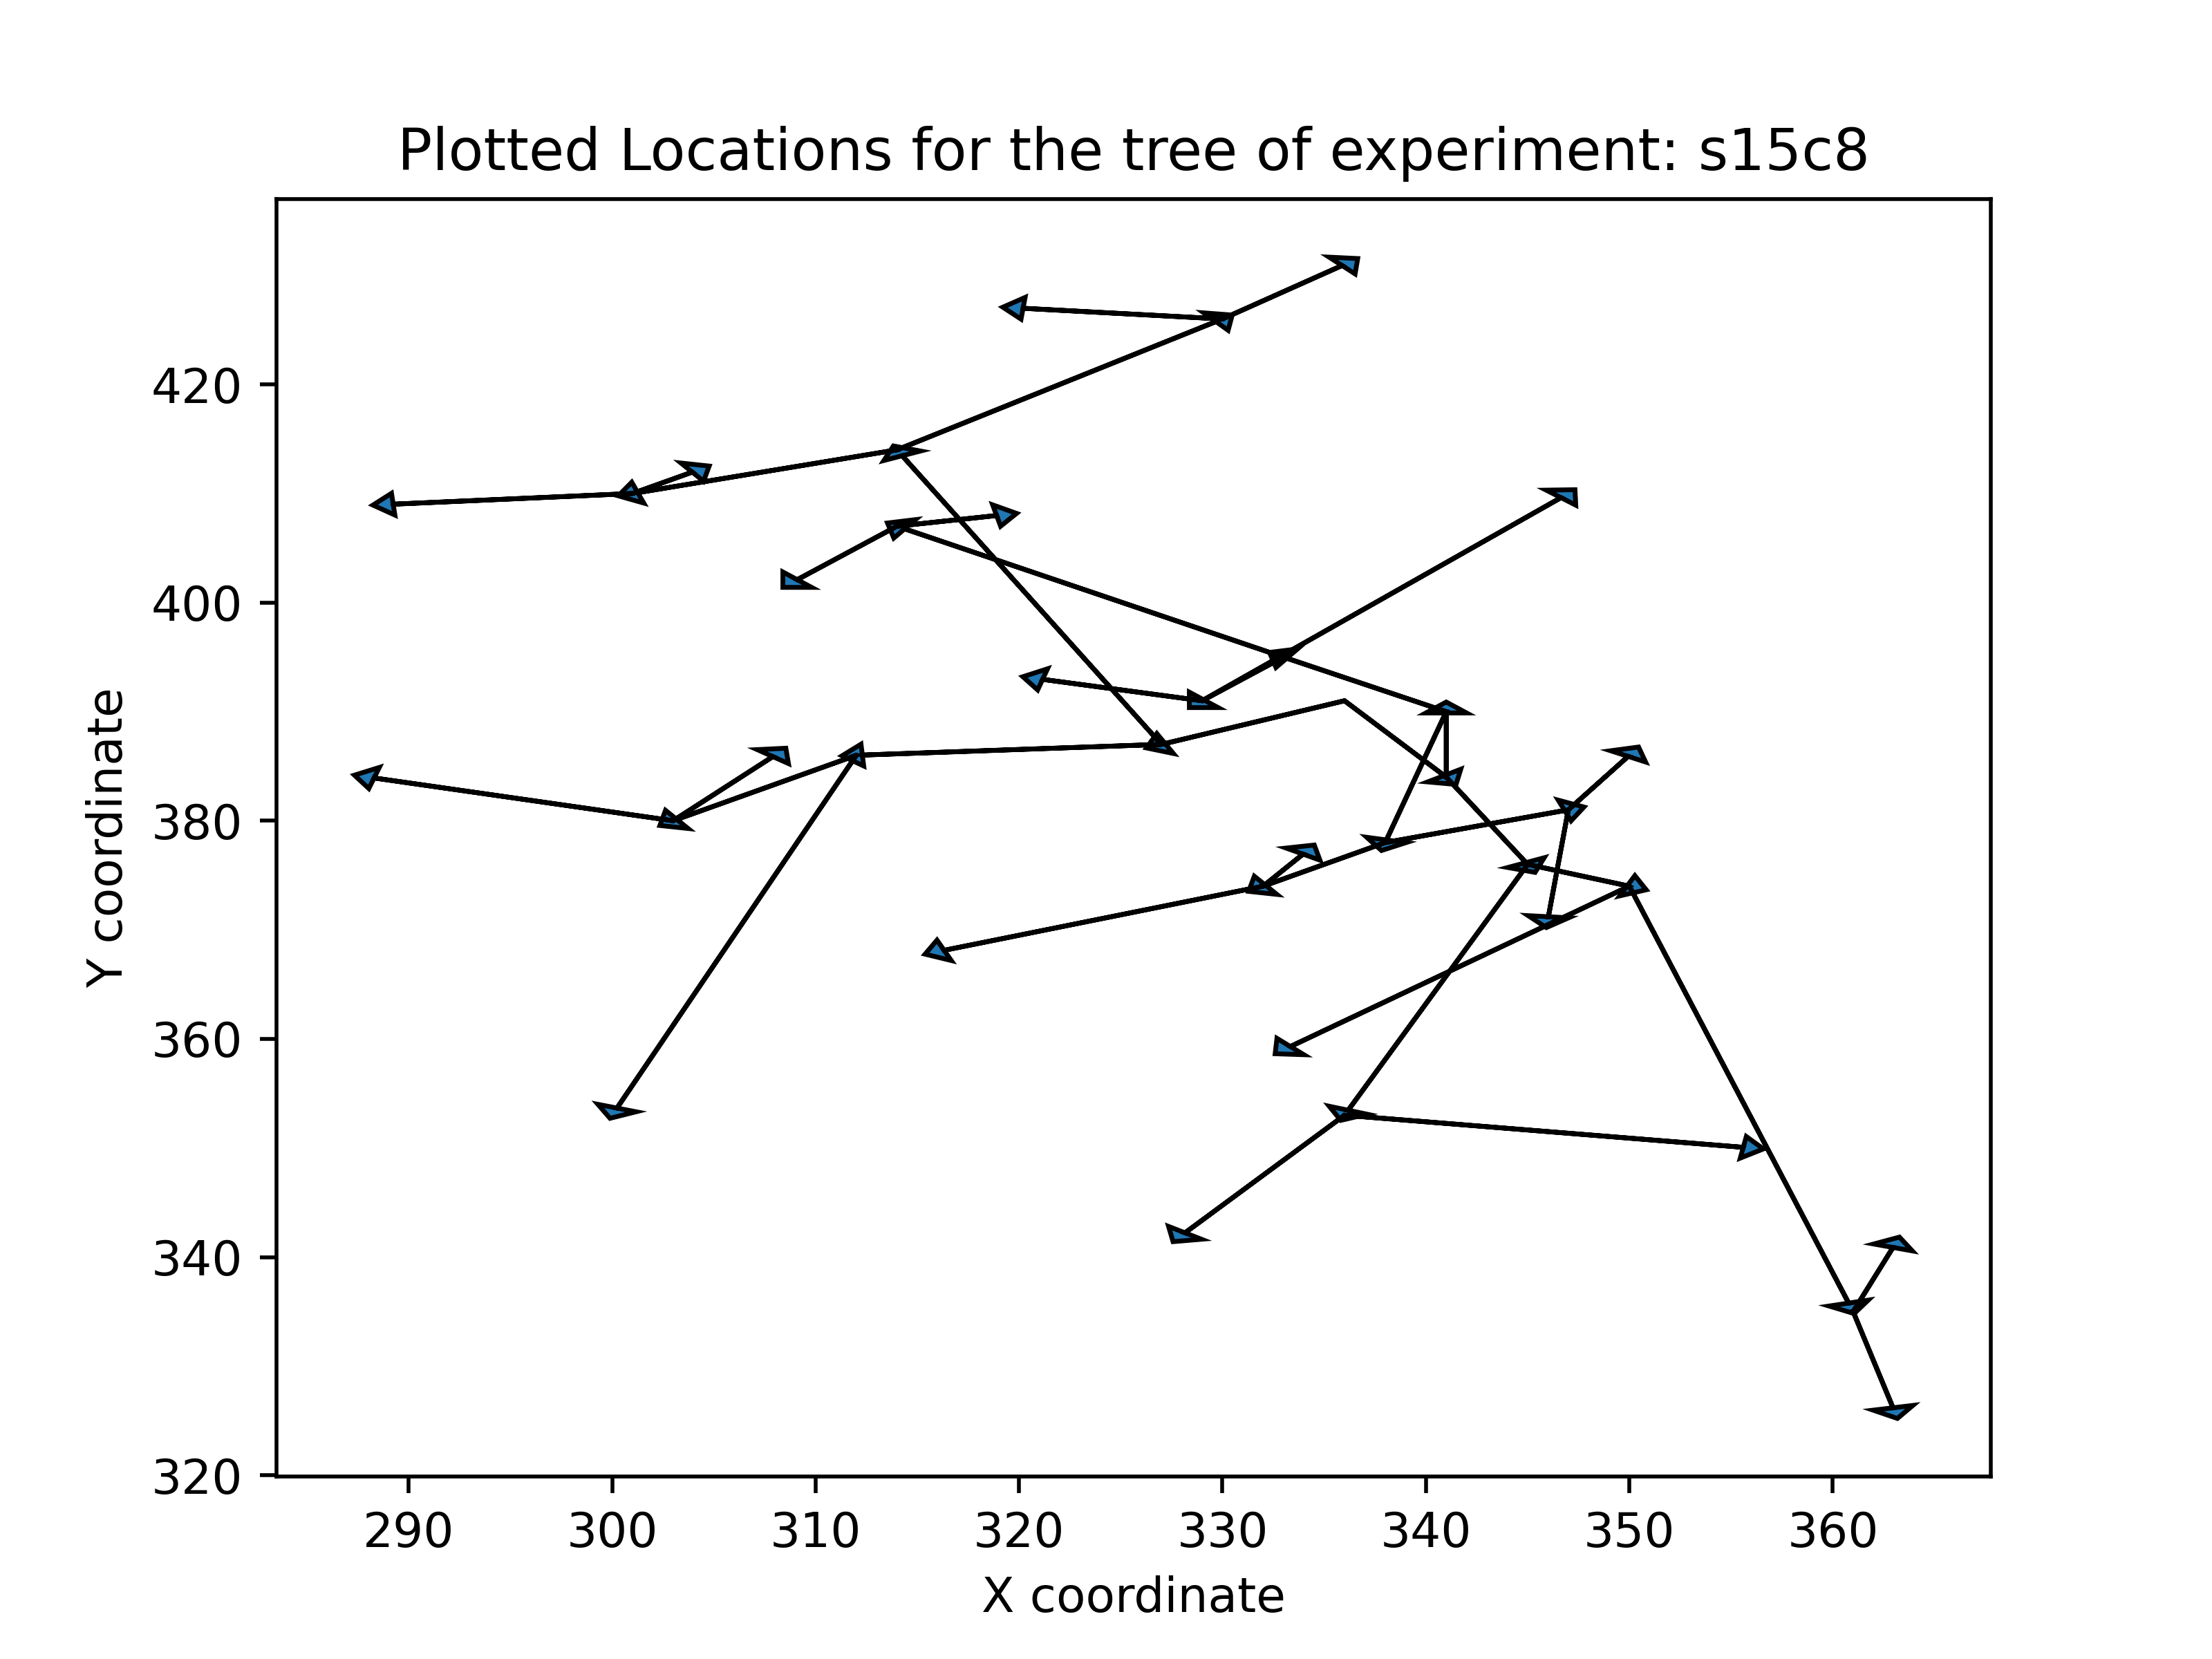 Plotted Locations for the tree of experiment: s15c8
420
400
380
360
340
320
Y coordinate
290 300 310 320 330 340 350 360
X coordinate